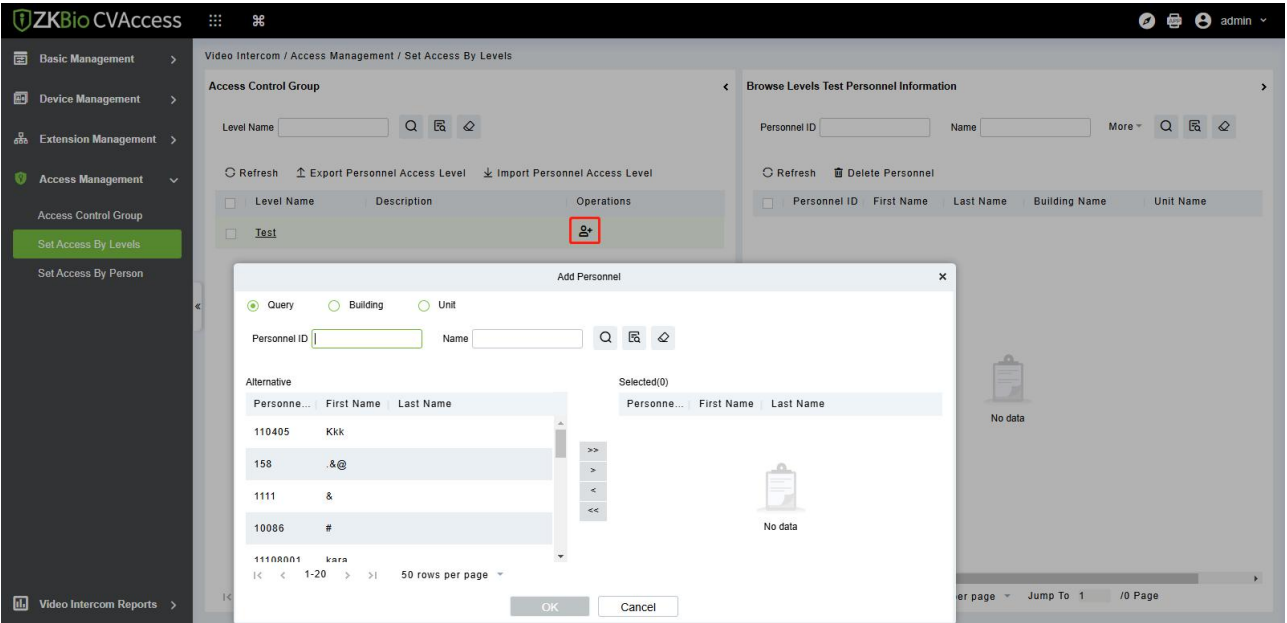 ZKBio CVAccess
admin
Basic Management
Device Management
Extension Management
Access Management
Access Control Group
Set Access By Levels
Set Access By Person
Video Intercom Reports
Video Intercom / Access Management / Set Access By Levels
Access Control Group
Level Name
Refresh Export Personnel Access Level Import Personnel Access Level
Level Name Description Operations
Test
Browse Levels Test Personnel Information
Personnel ID Name More
Refresh Delete Personnel
Personnel ID First Name Last Name Building Name Unit Name
No data
er page Jump To 1 /0 Page
Add Personnel
Query Building Unit
Personnel ID Name
Alternative
Personne... First Name Last Name
110405 Kkk
158 .&@
1111 &
10086 #
11108001 kara
1-20 50 rows per page
>>
>
<
<<
Selected(0)
Personne... First Name Last Name
No data
OK Cancel